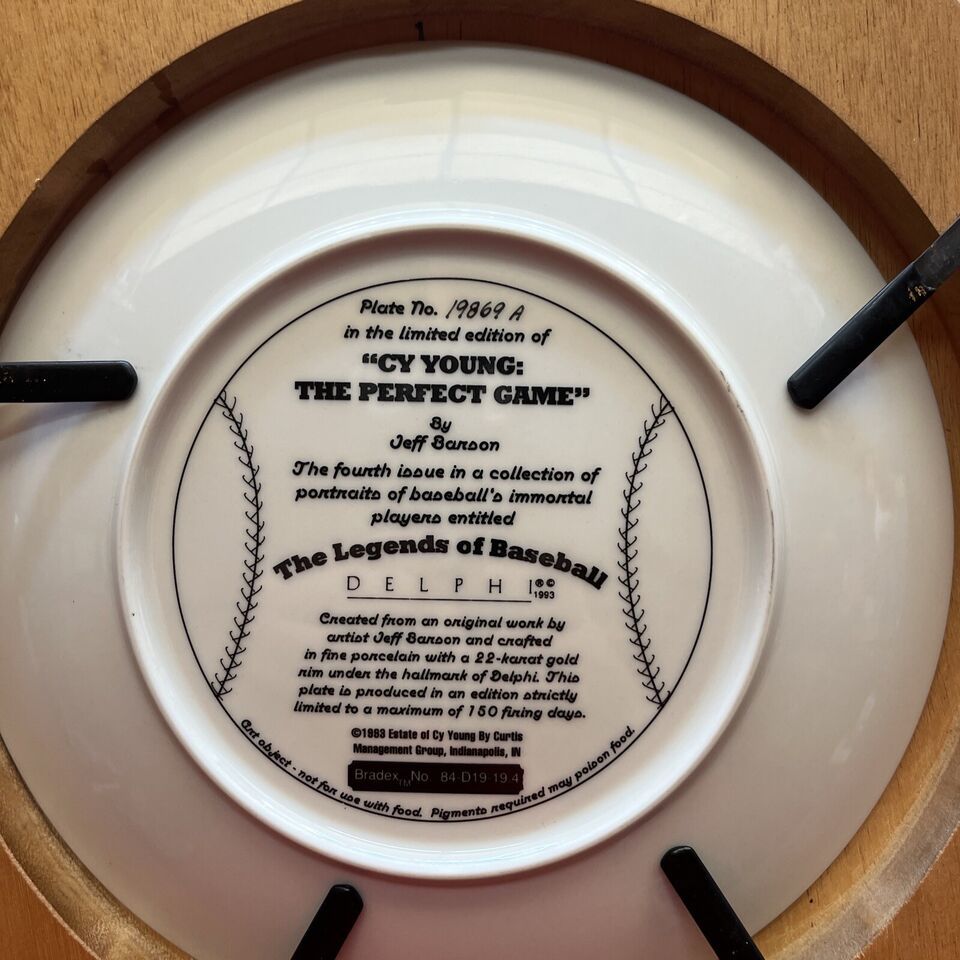 1
Plate No. 19869 A
in the limited edition of
“CY YOUNG:
THE PERFECT GAME”
By
Jeff Barson
The fourth issue in a collection of
portraits of baseball's immortal
players entitled
The Legends of Baseball
DELPHI®©
1993
Created from an original work by
artist Jeff Barson and crafted
in fine porcelain with a 22-karat gold
rim under the hallmark of Delphi. This
plate is produced in an edition strictly
limited to a maximum of 150 firing days.
©1993 Estate of Cy Young By Curtis
Management Group, Indianapolis, IN
Bradex™ No. 84-D19-19.4
Art object - not for use with food. Pigments required may poison food.